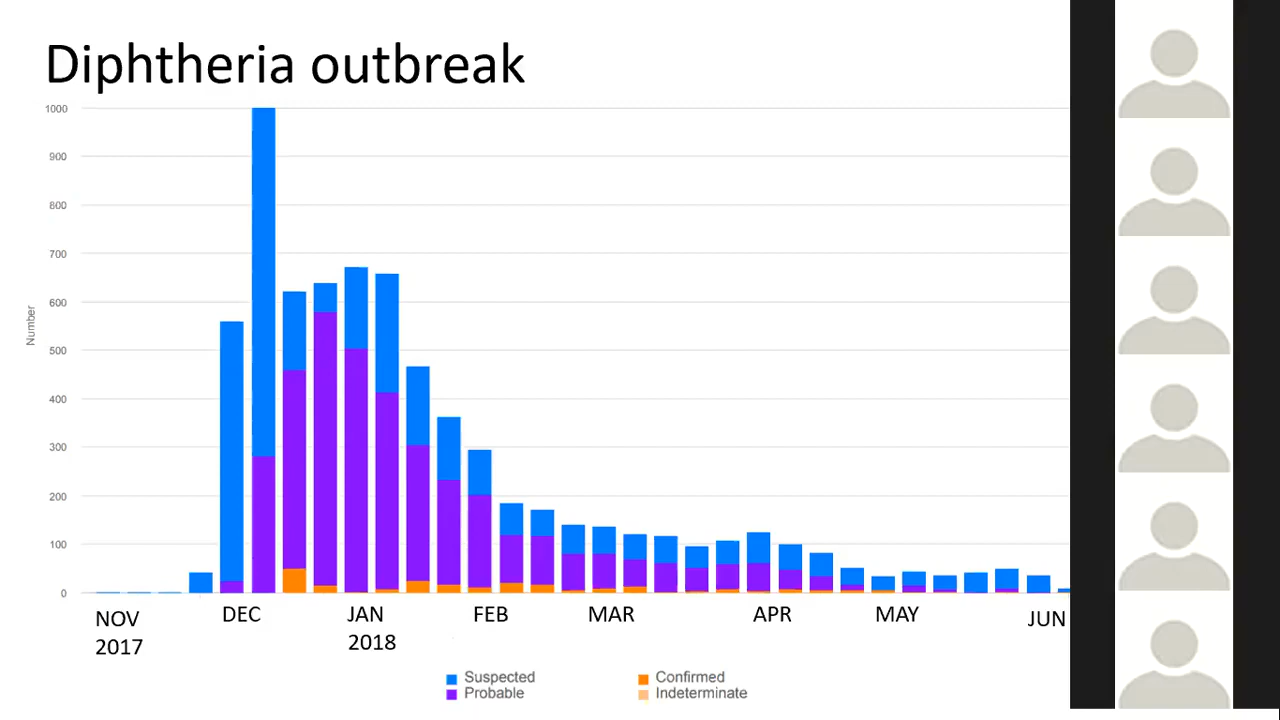 Diphtheria outbreak
1000
900
800
700
600
500
400
300
200
100
0
Number
NOV
2017
DEC
JAN
2018
FEB
MAR
APR
MAY
JUN
Suspected
Confirmed
Probable
Indeterminate